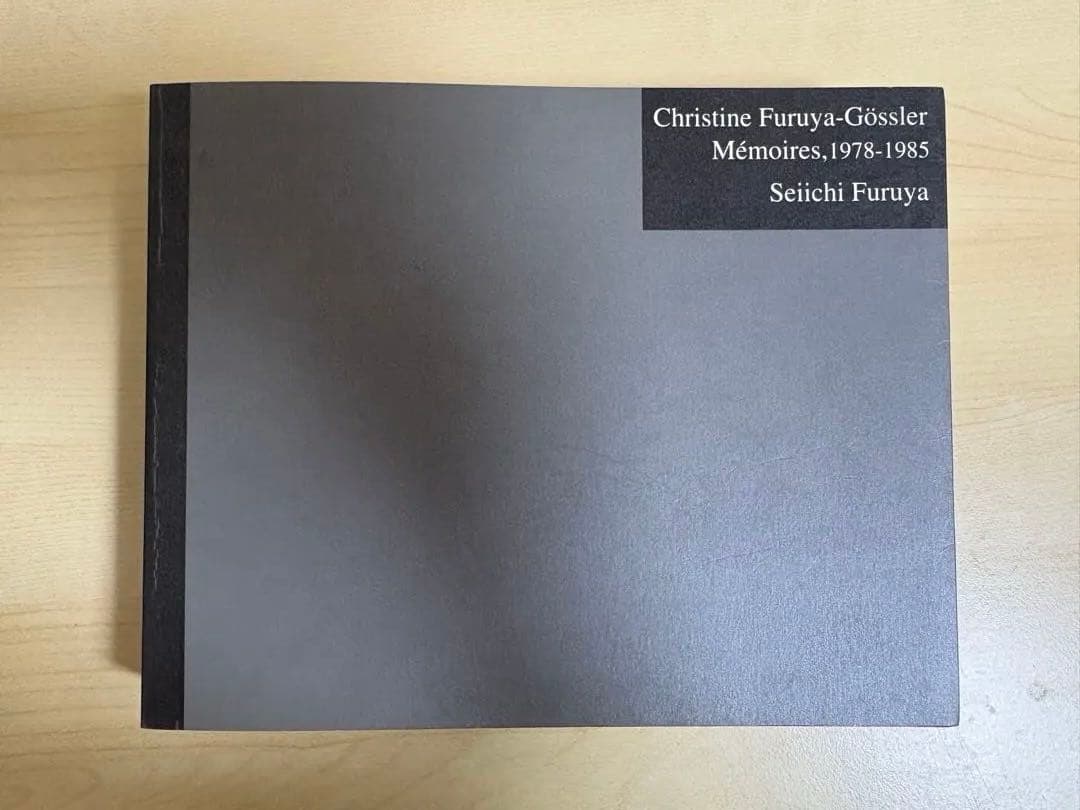 Christine Furuya-Gössler
Mémoires,1978-1985
Seiichi Furuya